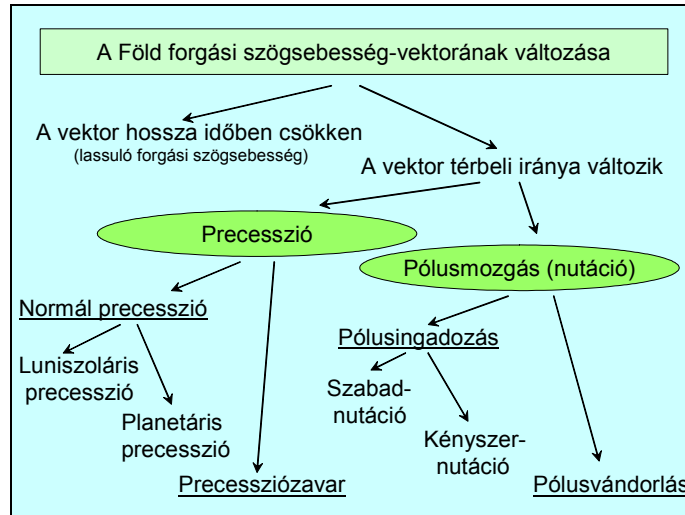 A Föld forgási szögsebesség-vektorának változása
A vektor hossza időben csökken
(lassuló forgási szögsebesség)
A vektor térbeli iránya változik
Precesszió
Pólusmozgás (nutáció)
Normál precesszió
Luniszoláris
precesszió
Planetáris
precesszió
Precessziózavar
Pólusingadozás
Szabad-
nutáció
Kényszer-
nutáció
Pólusvándorlás